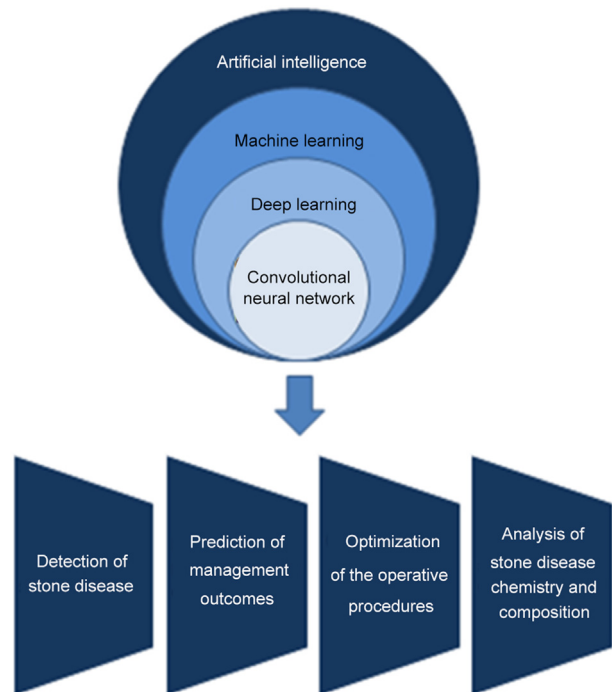 Artificial intelligence
Machine learning
Deep learning
Convolutional
neural network
Detection of
stone disease
Prediction of
management
outcomes
Optimization
of the operative
procedures
Analysis of
stone disease
chemistry and
composition